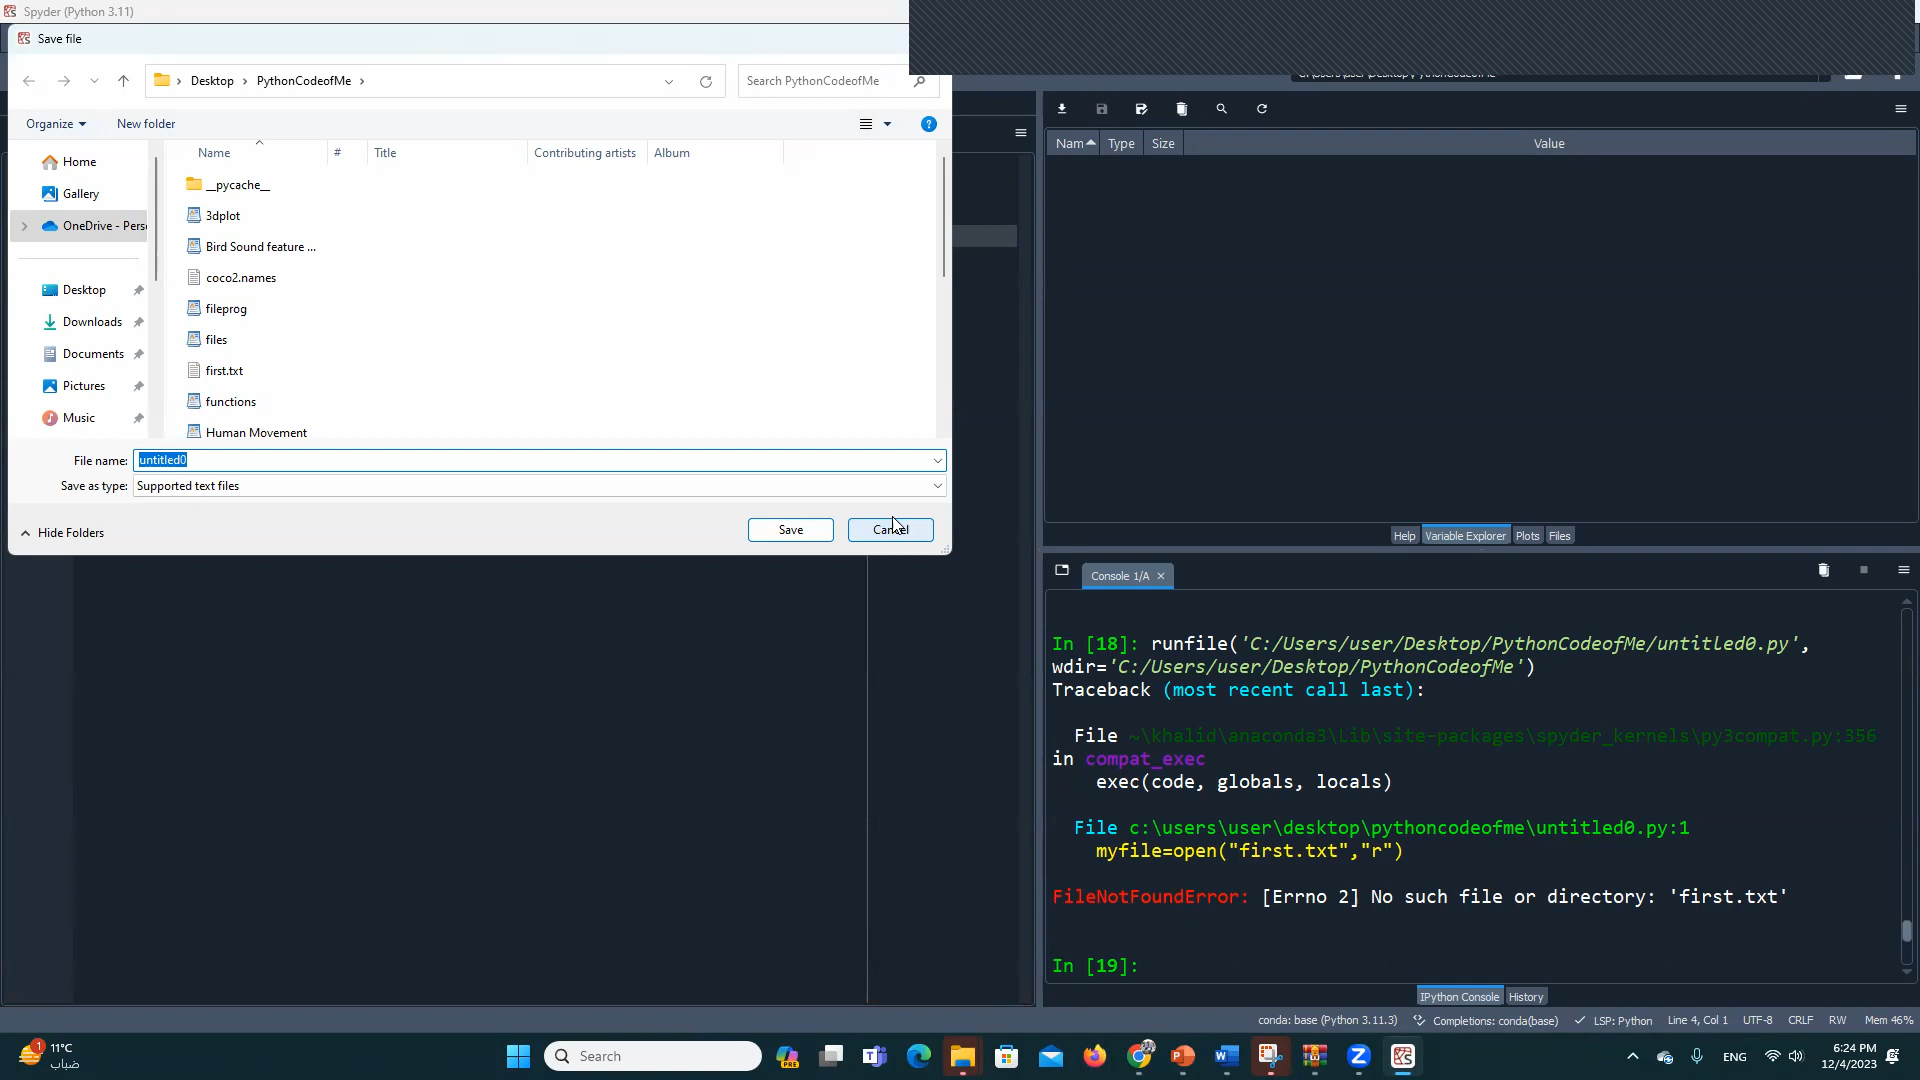 Spyder (Python 3.11)
Save file
Desktop > PythonCodeofMe >
Search PythonCodeofMe
Organize
New folder
Home
Gallery
OneDrive - Pers
Desktop
Downloads
Documents
Pictures
Music
Name # Title Contributing artists Album
__pycache__
3dplot
Bird Sound feature ...
coco2.names
fileprog
files
first.txt
functions
Human Movement
File name: untitled0
Save as type: Supported text files
Hide Folders
Save
Cancel
Nam Type Size Value
Help Variable Explorer Plots Files
Console 1/A
In [18]: runfile('C:/Users/user/Desktop/PythonCodeofMe/untitled0.py',
wdir='C:/Users/user/Desktop/PythonCodeofMe')
Traceback (most recent call last):
File ~\khalid\anaconda3\Lib\site-packages\spyder_kernels\py3compat.py:356
in compat_exec
exec(code, globals, locals)
File c:\users\user\desktop\pythoncodeofme\untitled0.py:1
myfile=open("first.txt","r")
FileNotFoundError: [Errno 2] No such file or directory: 'first.txt'
In [19]:
IPython Console History
conda: base (Python 3.11.3) Completions: conda(base) LSP: Python Line 4, Col 1 UTF-8 CRLF RW Mem 46%
1
11°C
ضباب
Search
PRE
ENG
6:24 PM
12/4/2023